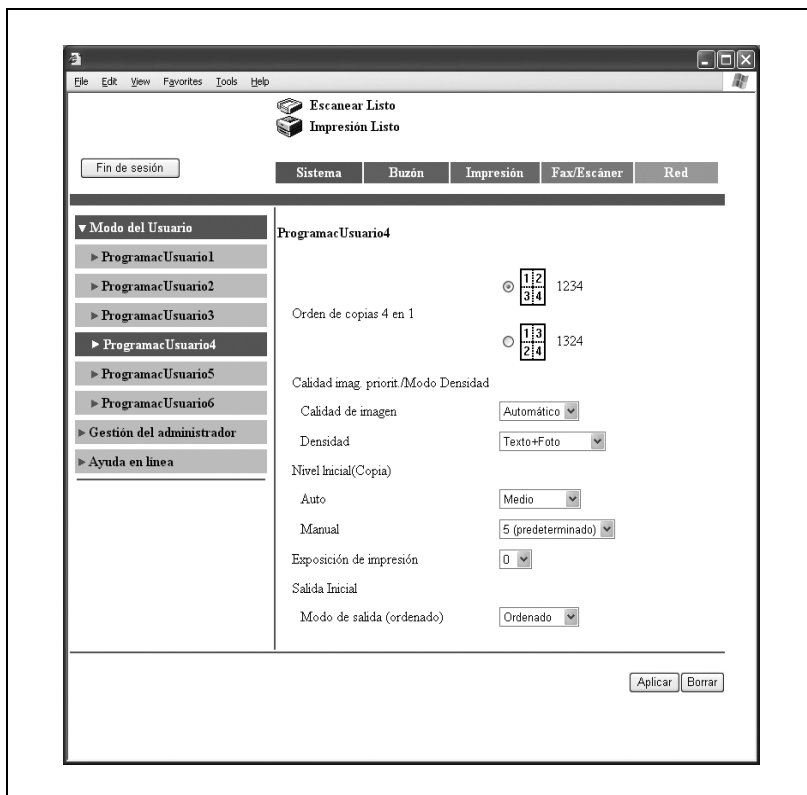 File Edit View Favorites Tools Help
Escanear Listo
Impresión Listo
Fin de sesión
Sistema Buzón Impresión Fax/Escáner Red
Modo del Usuario
ProgramacUsuario1
ProgramacUsuario2
ProgramacUsuario3
ProgramacUsuario4
ProgramacUsuario5
ProgramacUsuario6
Gestión del administrador
Ayuda en línea
ProgramacUsuario4
Orden de copias 4 en 1
1 2
3 4
1234
1 3
2 4
1324
Calidad imag. priorit./Modo Densidad
Calidad de imagen Automático
Densidad Texto+Foto
Nivel Inicial(Copia)
Auto Medio
Manual 5 (predeterminado)
Exposición de impresión 0
Salida Inicial
Modo de salida (ordenado) Ordenado
Aplicar Borrar